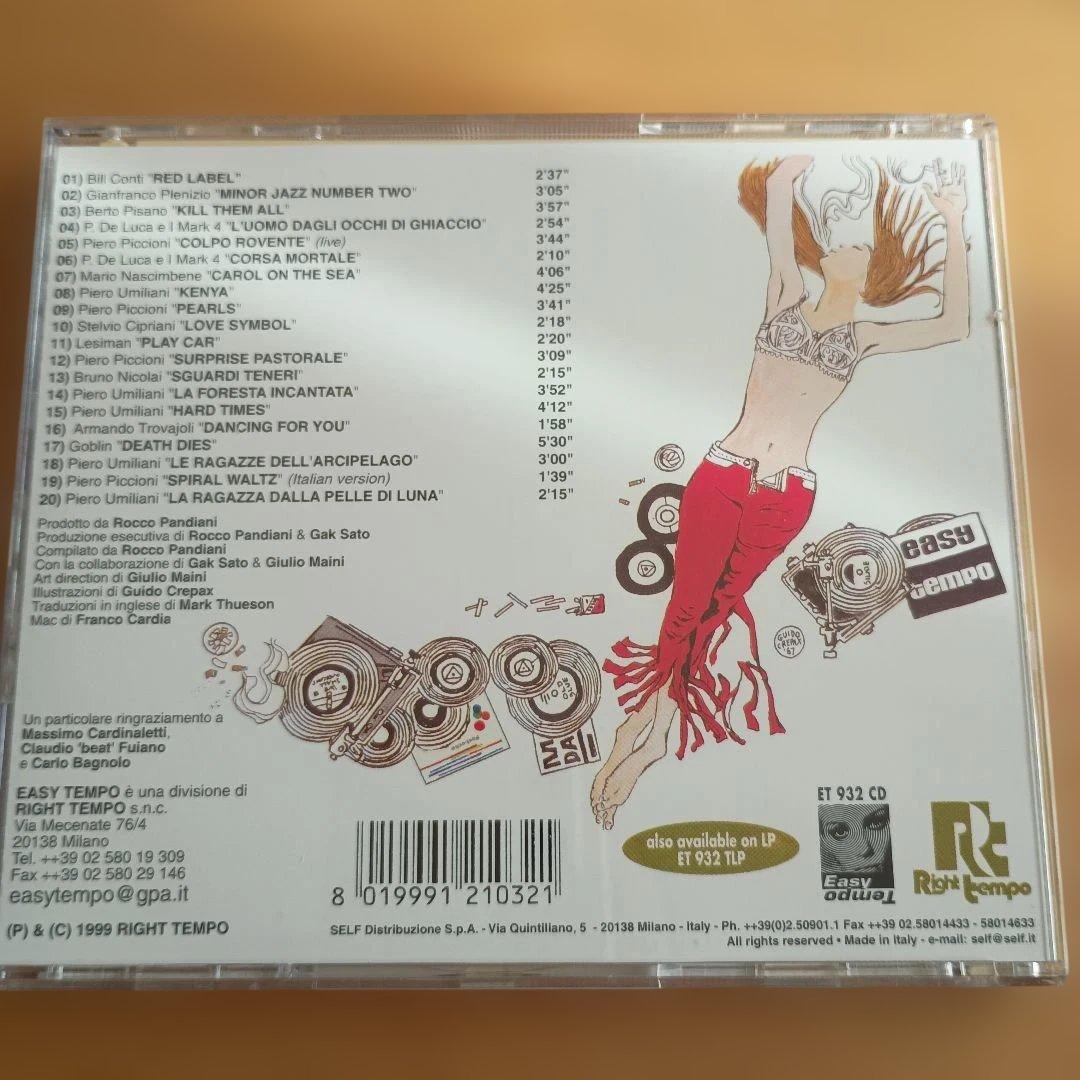 01) Bill Conti "RED LABEL" 2'37"
02) Gianfranco Plenizio "MINOR JAZZ NUMBER TWO" 3'05"
03) Berto Pisano "KILL THEM ALL" 3'57"
04) P. De Luca e I Mark 4 "L'UOMO DAGLI OCCHI DI GHIACCIO" 2'54"
05) Piero Piccioni "COLPO ROVENTE" (live) 3'44"
06) P. De Luca e I Mark 4 "CORSA MORTALE" 2'10"
07) Mario Nascimbene "CAROL ON THE SEA" 4'06"
08) Piero Umiliani "KENYA" 4'25"
09) Piero Piccioni "PEARLS" 3'41"
10) Stelvio Cipriani "LOVE SYMBOL" 2'18"
11) Lesiman "PLAY CAR" 2'20"
12) Piero Piccioni "SURPRISE PASTORALE" 3'09"
13) Bruno Nicolai "SGUARDI TENERI" 2'15"
14) Piero Umiliani "LA FORESTA INCANTATA" 3'52"
15) Piero Umiliani "HARD TIMES" 4'12"
16) Armando Trovajoli "DANCING FOR YOU" 1'58"
17) Goblin "DEATH DIES" 5'30"
18) Piero Umiliani "LE RAGAZZE DELL'ARCIPELAGO" 3'00"
19) Piero Piccioni "SPIRAL WALTZ" (Italian version) 1'39"
20) Piero Umiliani "LA RAGAZZA DALLA PELLE DI LUNA" 2'15"
Prodotto da Rocco Pandiani
Produzione esecutiva di Rocco Pandiani & Gak Sato
Compilato da Rocco Pandiani
Con la collaborazione di Gak Sato & Giulio Maini
Art direction di Giulio Maini
Illustrazioni di Guido Crepax
Traduzioni in inglese di Mark Thueson
Mac di Franco Cardia
easy
tempo
GUIDO
CREPAX
'67
Un particolare ringraziamento a
Massimo Cardinaletti,
Claudio 'beat' Fuiano
e Carlo Bagnolo
EASY TEMPO è una divisione di
RIGHT TEMPO s.n.c.
Via Mecenate 76/4
20138 Milano
Tel. ++39 02 580 19 309
Fax ++39 02 580 29 146
easytempo@gpa.it
(P) & (C) 1999 RIGHT TEMPO
8 019991 210321
also available on LP
ET 932 TLP
ET 932 CD
Easy
Tempo
Right tempo
SELF Distribuzione S.p.A. - Via Quintiliano, 5 - 20138 Milano - Italy - Ph. ++39(0)2.50901.1 Fax ++39 02.58014433 - 58014633
All rights reserved • Made in Italy - e-mail: self@self.it